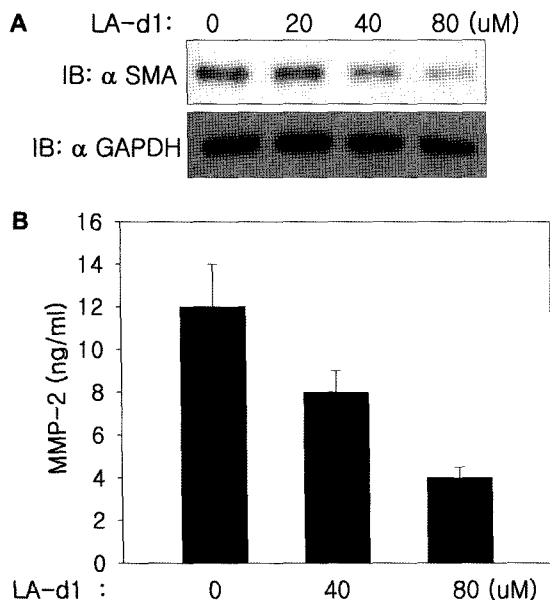 A
LA-d1: 0 20 40 80 (uM)
IB: α SMA
IB: α GAPDH
B
16
14
12
10
8
6
4
2
0
MMP-2 (ng/ml)
LA-d1 : 0 40 80 (uM)